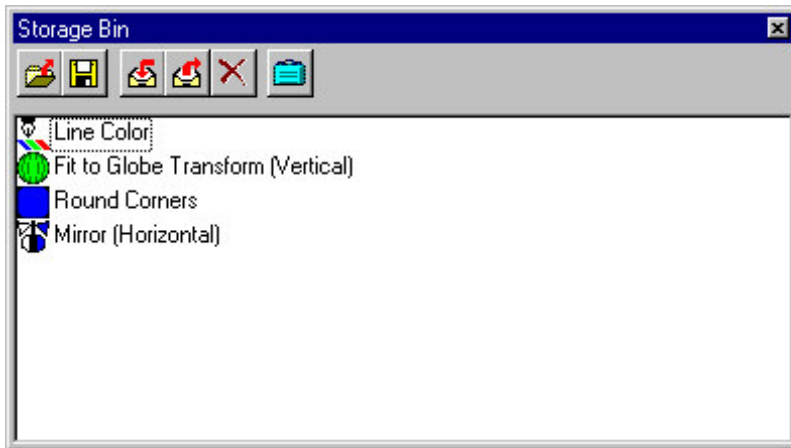 Storage Bin
Line Color
Fit to Globe Transform (Vertical)
Round Corners
Mirror (Horizontal)